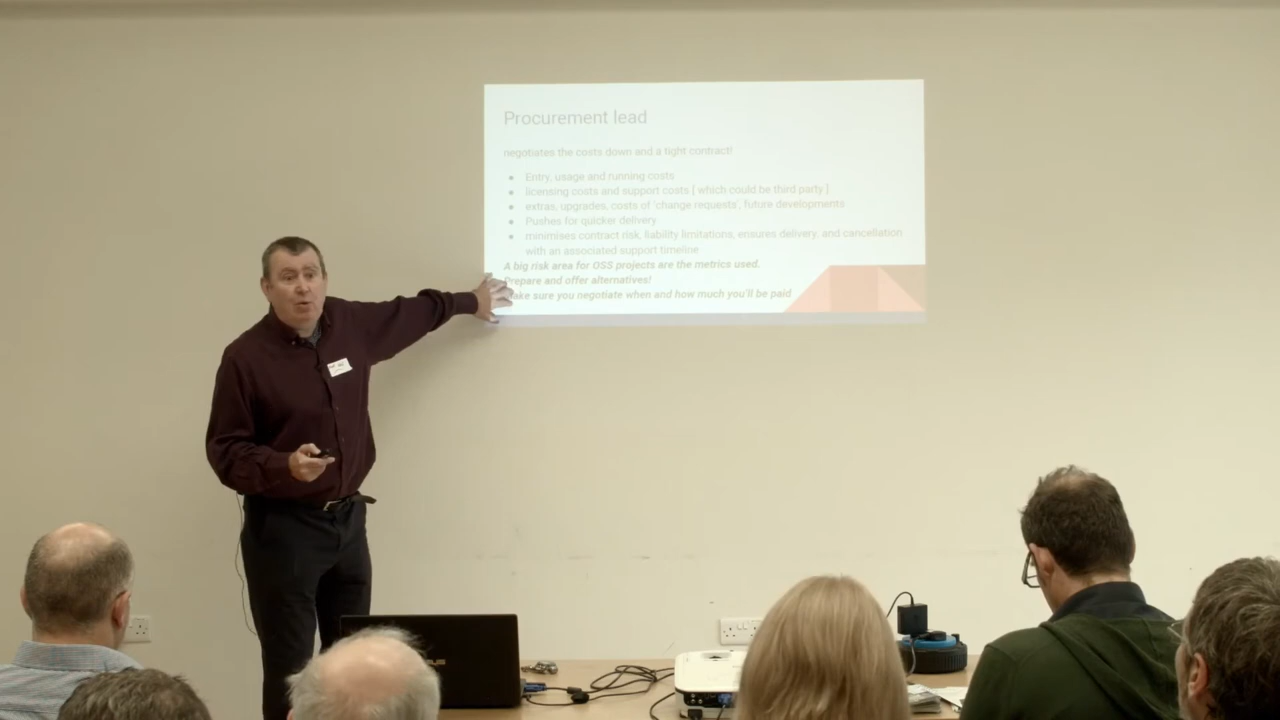 Procurement lead
negotiates the costs down and a tight contract!
• Entry, usage and running costs
• licensing costs and support costs [ which could be third party ]
• extras, upgrades, costs of 'change requests', future developments
• Pushes for quicker delivery
• minimises contract risk, liability limitations, ensures delivery, and cancellation
with an associated support timeline
A big risk area for OSS projects are the metrics used.
Prepare and offer alternatives!
sure you negotiate when and how much you'll be paid